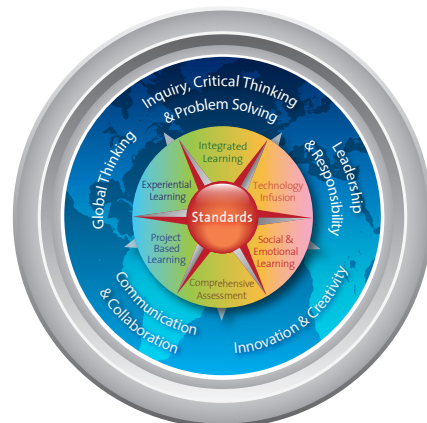 Inquiry, Critical Thinking
& Problem Solving
Leadership
& Responsibility
Innovation & Creativity
Communication
& Collaboration
Global Thinking
Integrated
Learning
Technology
Infusion
Social &
Emotional
Learning
Comprehensive
Assessment
Project
Based
Learning
Experiential
Learning
Standards